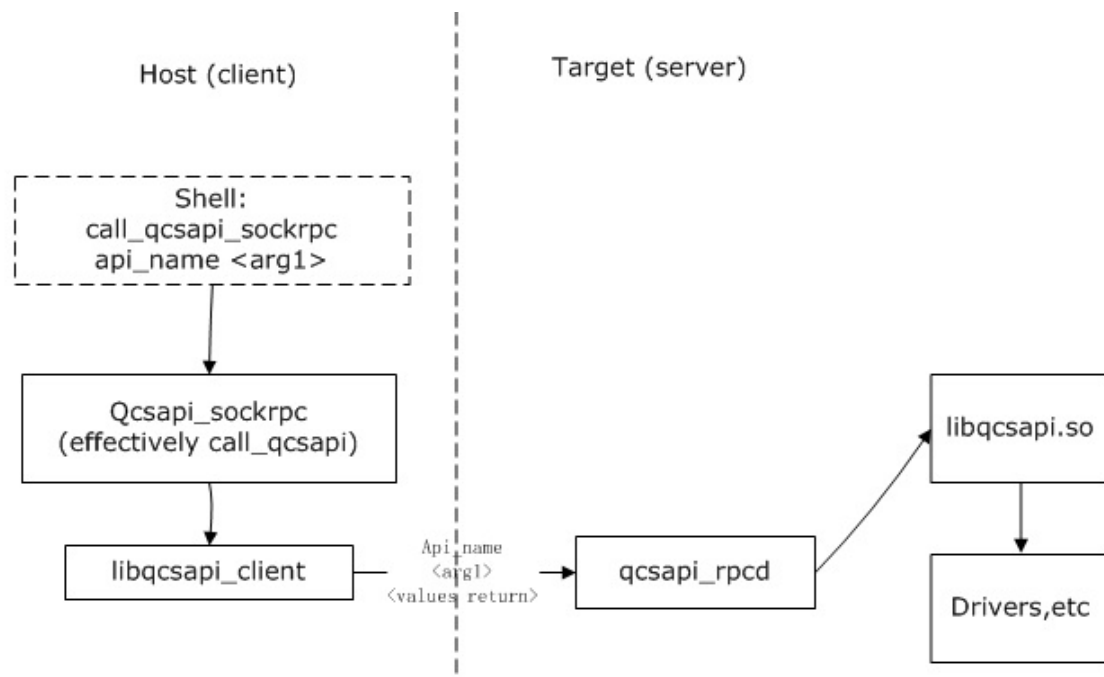 Host (client)
Target (server)
Shell:
call_qcsapi_sockrpc
api_name <arg1>
Qcsapi_sockrpc
(effectively call_qcsapi)
libqcsapi_client
Api_name
<arg1>
<values return>
qcsapi_rpcd
libqcsapi.so
Drivers,etc